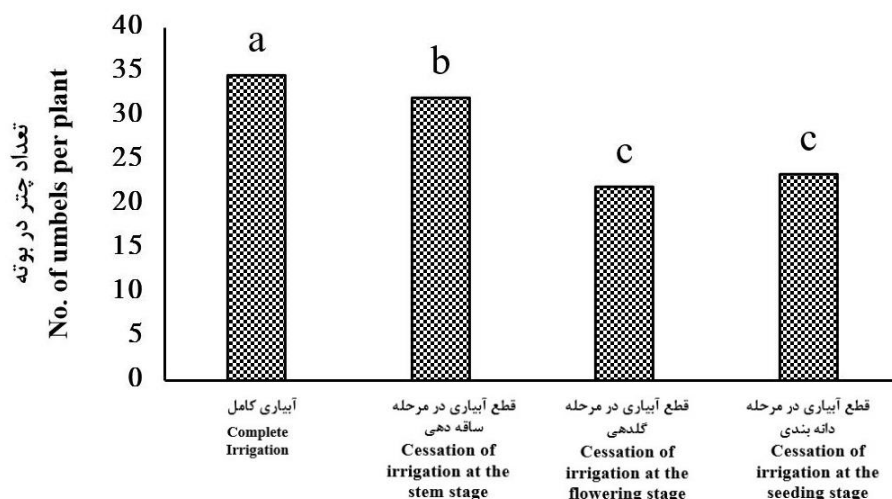 تعداد چتر در بوته
No. of umbels per plant
40
35
30
25
20
15
10
5
0
a
b
c
c
آبیاری کامل
Complete
Irrigation
قطع آبیاری در مرحله
ساقه دهی
Cessation of
irrigation at the
stem stage
قطع آبیاری در مرحله
گلدهی
Cessation of
irrigation at the
flowering stage
قطع آبیاری در مرحله
دانه بندی
Cessation of
irrigation at the
seeding stage